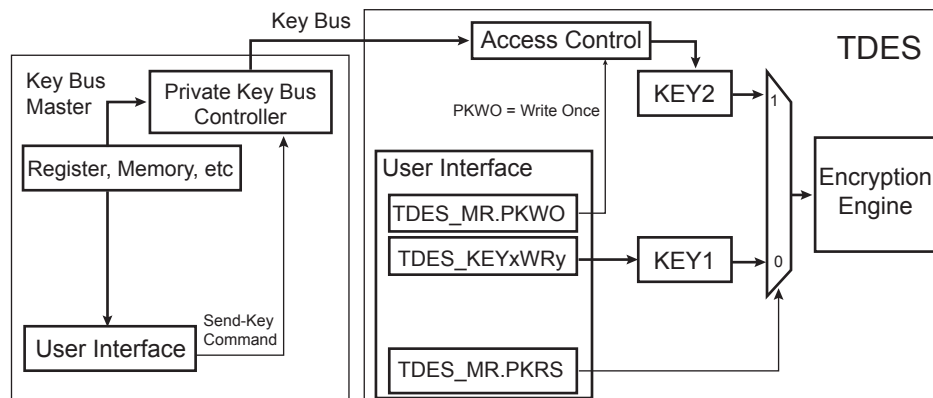 Key Bus
Access Control
TDES
Key Bus
Master
Private Key Bus
Controller
KEY2
1
PKWO = Write Once
Register, Memory, etc
User Interface
Encryption
Engine
TDES_MR.PKWO
TDES_KEYxWRy
KEY1
0
Send-Key
Command
User Interface
TDES_MR.PKRS